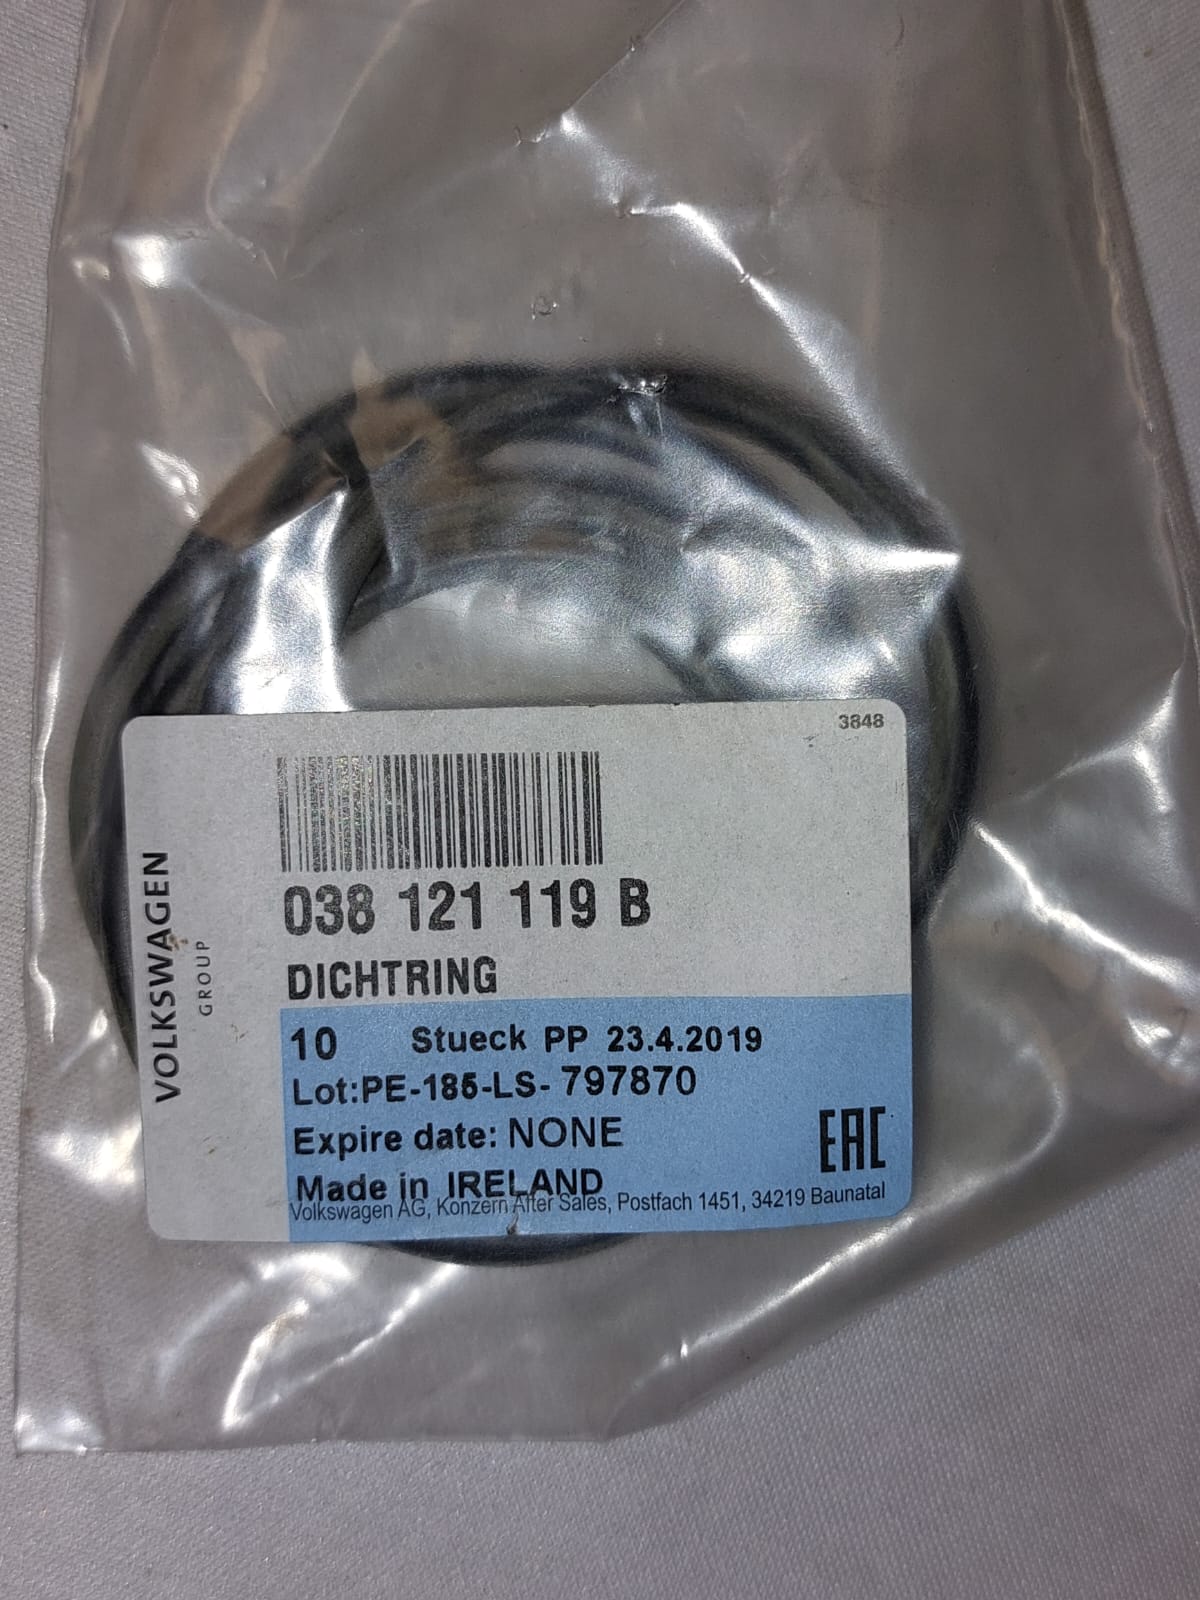 3848
VOLKSWAGEN
GROUP
038 121 119 B
DICHTRING
10 Stueck PP 23.4.2019
Lot:PE-185-LS- 797870
Expire date: NONE
EAC
Made in IRELAND
Volkswagen AG, Konzern After Sales, Postfach 1451, 34219 Baunatal